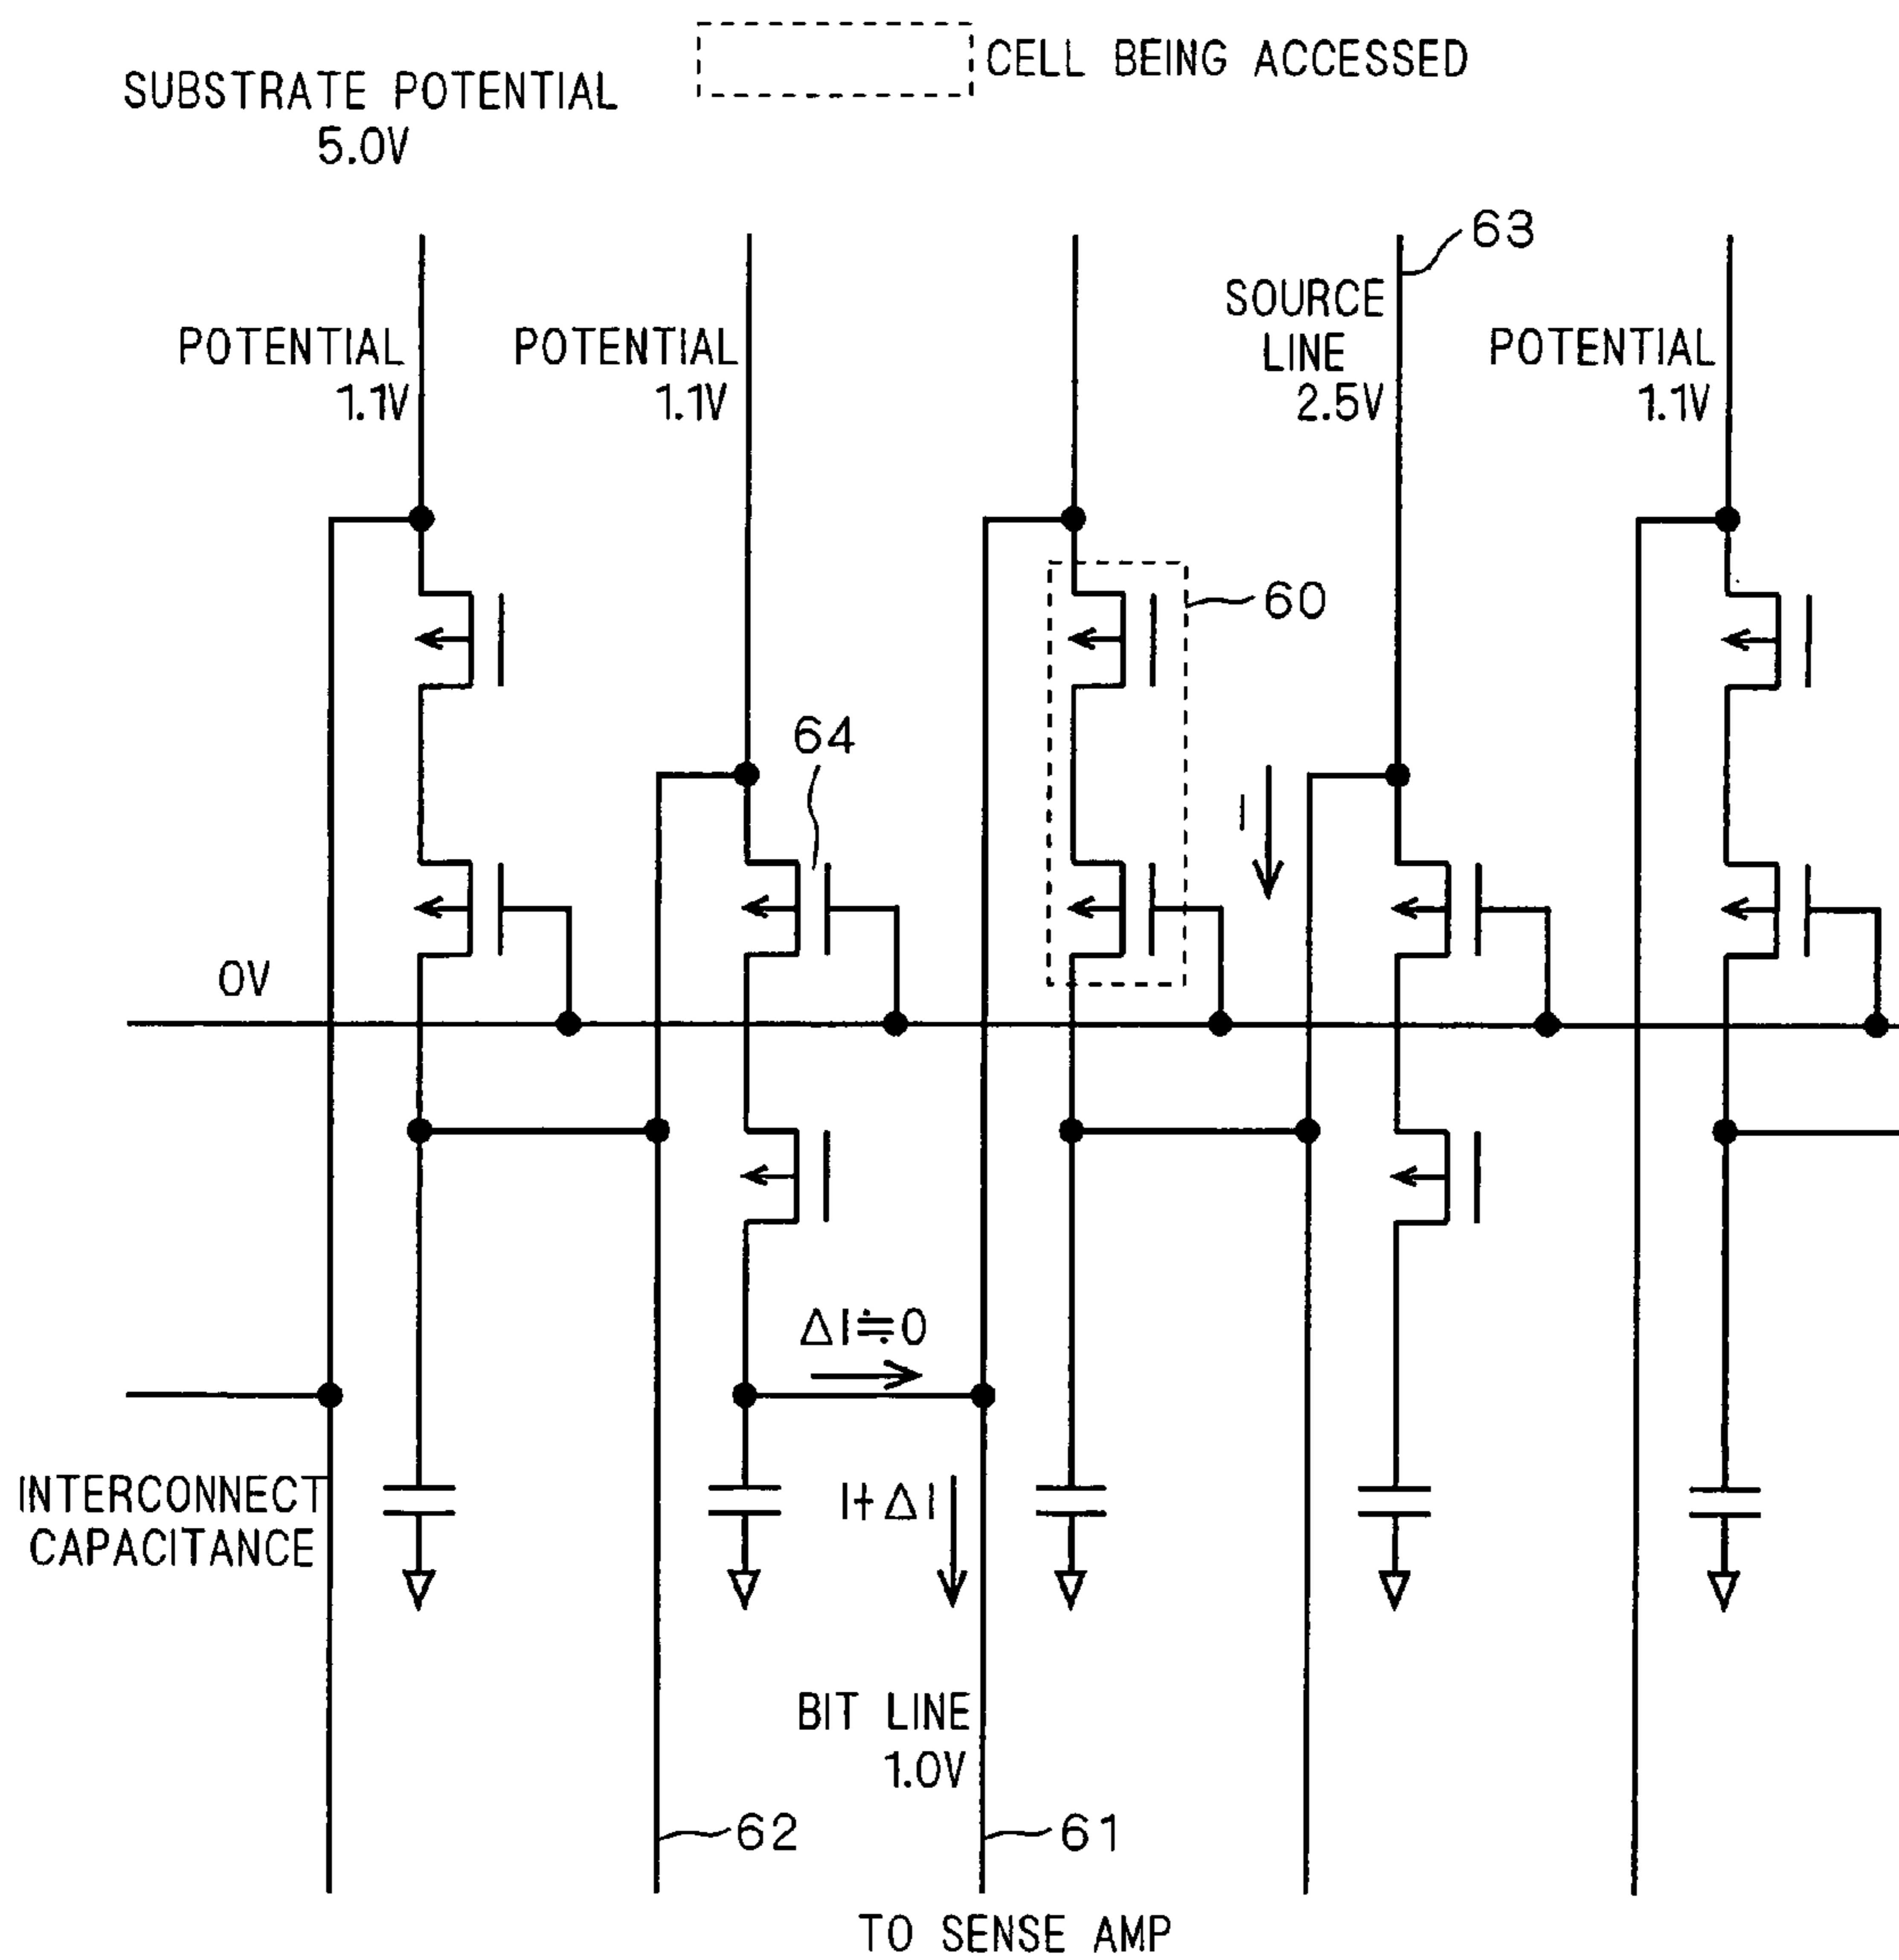 CELL BEING ACCESSED
SUBSTRATE POTENTIAL
5.0V
63
SOURCE
LINE
2.5V
POTENTIAL
1.1V
POTENTIAL
1.1V
POTENTIAL
1.1V
60
64
I
0V
ΔI≒0
INTERCONNECT
CAPACITANCE
I+ΔI
BIT LINE
1.0V
62
61
TO SENSE AMP